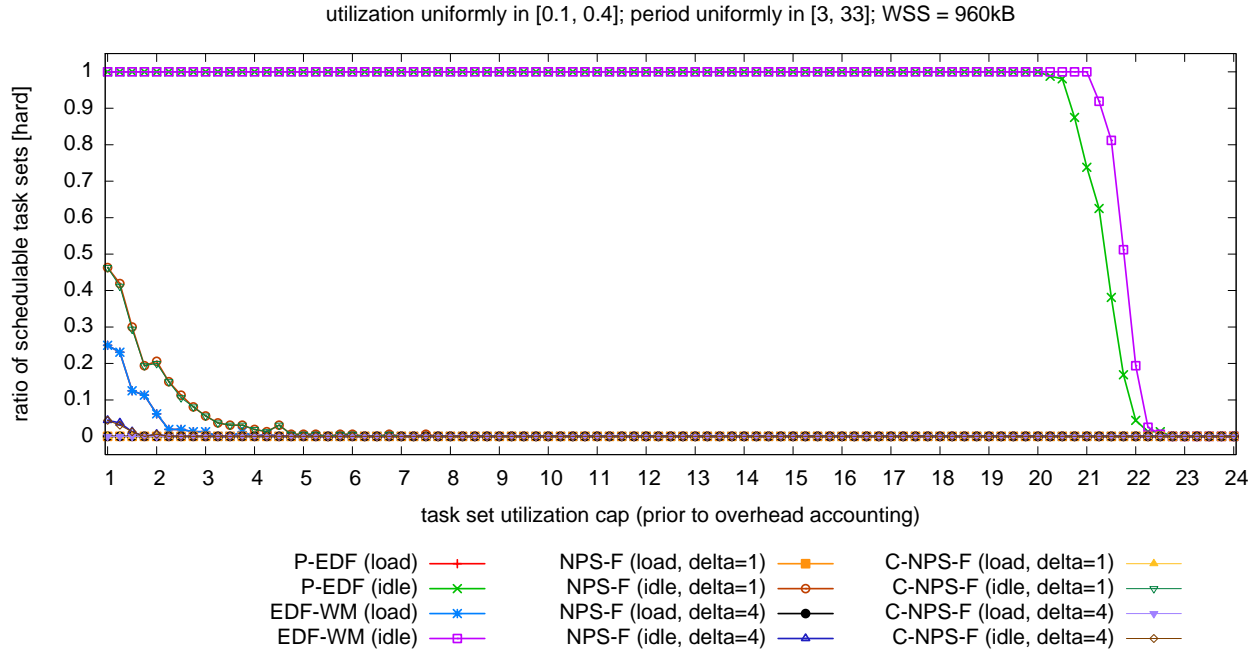 utilization uniformly in [0.1, 0.4]; period uniformly in [3, 33]; WSS = 960kB
ratio of schedulable task sets [hard]
1
0.9
0.8
0.7
0.6
0.5
0.4
0.3
0.2
0.1
0
1 2 3 4 5 6 7 8 9 10 11 12 13 14 15 16 17 18 19 20 21 22 23 24
task set utilization cap (prior to overhead accounting)
P-EDF (load) NPS-F (load, delta=1) C-NPS-F (load, delta=1)
P-EDF (idle) NPS-F (idle, delta=1) C-NPS-F (idle, delta=1)
EDF-WM (load) NPS-F (load, delta=4) C-NPS-F (load, delta=4)
EDF-WM (idle) NPS-F (idle, delta=4) C-NPS-F (idle, delta=4)